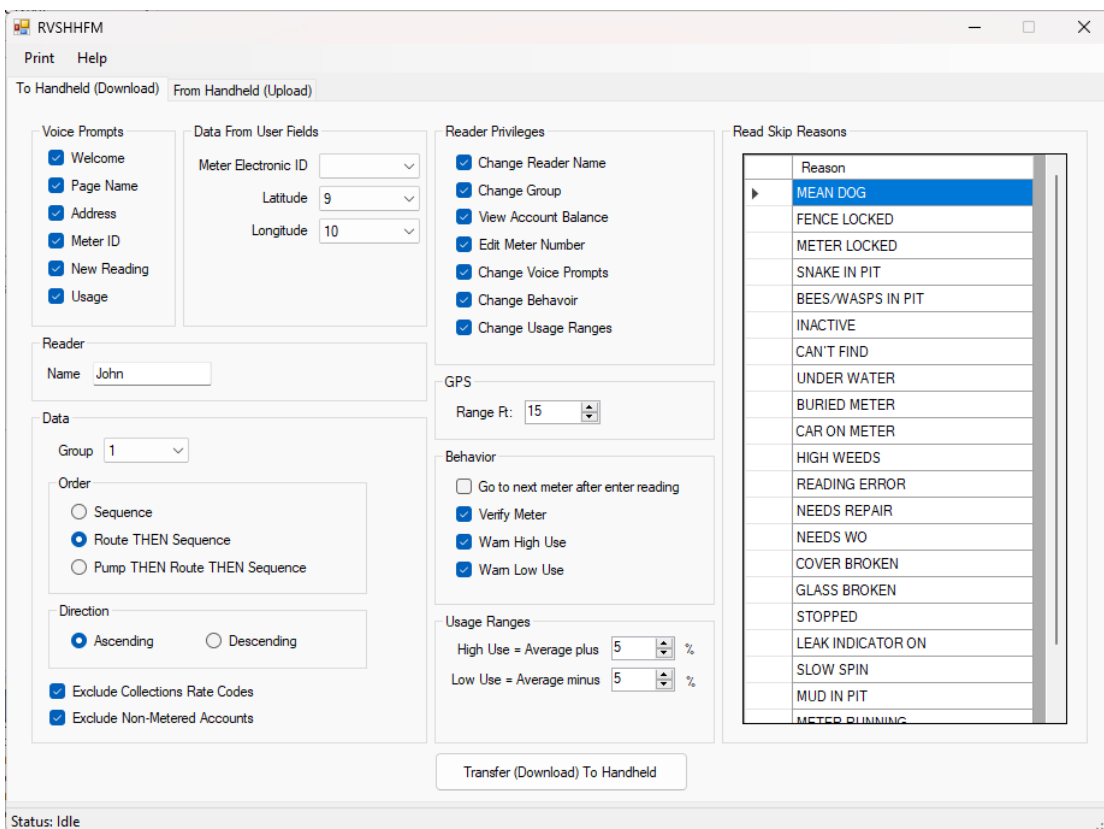 RVSHHFM
Print Help
To Handheld (Download) From Handheld (Upload)
Voice Prompts
Welcome
Page Name
Address
Meter ID
New Reading
Usage
Data From User Fields
Meter Electronic ID
Latitude 9
Longitude 10
Reader
Name John
Data
Group 1
Order
Sequence
Route THEN Sequence
Pump THEN Route THEN Sequence
Direction
Ascending Descending
Exclude Collections Rate Codes
Exclude Non-Metered Accounts
Reader Privileges
Change Reader Name
Change Group
View Account Balance
Edit Meter Number
Change Voice Prompts
Change Behavoir
Change Usage Ranges
GPS
Range Ft: 15
Behavior
Go to next meter after enter reading
Verify Meter
Warn High Use
Warn Low Use
Usage Ranges
High Use = Average plus 5 %
Low Use = Average minus 5 %
Read Skip Reasons
Reason
MEAN DOG
FENCE LOCKED
METER LOCKED
SNAKE IN PIT
BEES/WASPS IN PIT
INACTIVE
CAN'T FIND
UNDER WATER
BURIED METER
CAR ON METER
HIGH WEEDS
READING ERROR
NEEDS REPAIR
NEEDS WO
COVER BROKEN
GLASS BROKEN
STOPPED
LEAK INDICATOR ON
SLOW SPIN
MUD IN PIT
METER RUNNING
Transfer (Download) To Handheld
Status: Idle